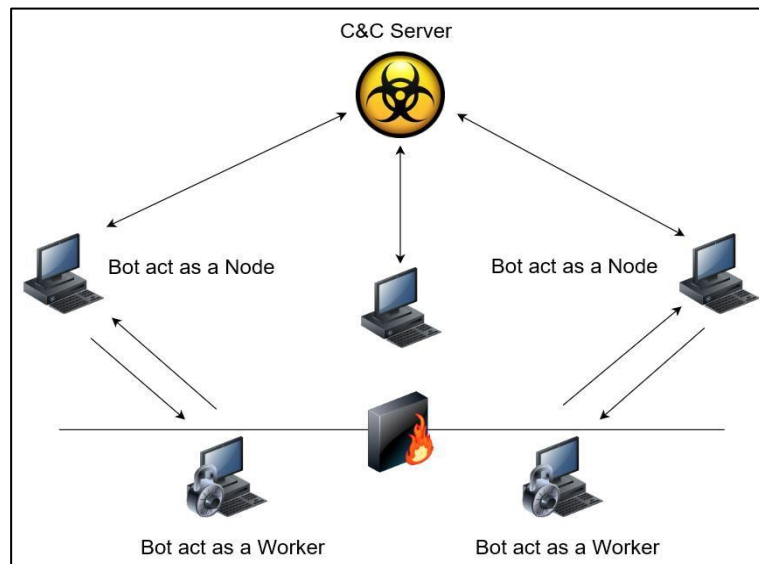 C&C Server
Bot act as a Node
Bot act as a Node
Bot act as a Worker
Bot act as a Worker